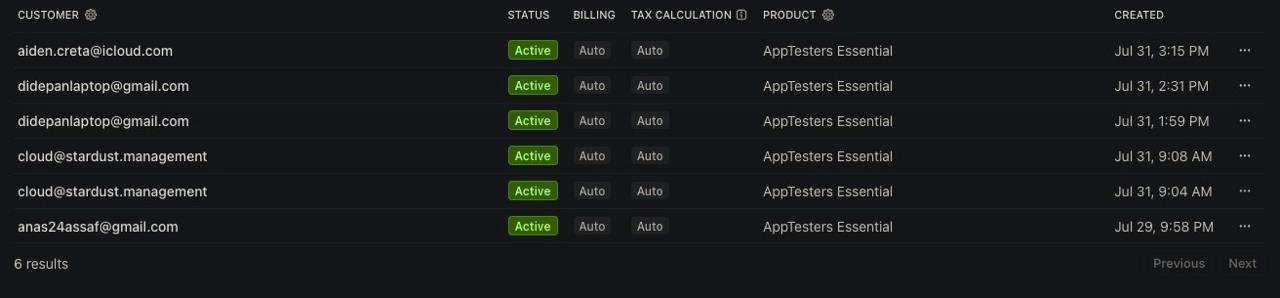 CUSTOMER STATUS BILLING TAX CALCULATION PRODUCT CREATED
aiden.creta@icloud.com Active Auto Auto AppTesters Essential Jul 31, 3:15 PM ...
didepanlaptop@gmail.com Active Auto Auto AppTesters Essential Jul 31, 2:31 PM ...
didepanlaptop@gmail.com Active Auto Auto AppTesters Essential Jul 31, 1:59 PM ...
cloud@stardust.management Active Auto Auto AppTesters Essential Jul 31, 9:08 AM ...
cloud@stardust.management Active Auto Auto AppTesters Essential Jul 31, 9:04 AM ...
anas24assaf@gmail.com Active Auto Auto AppTesters Essential Jul 29, 9:58 PM ...
6 results Previous Next